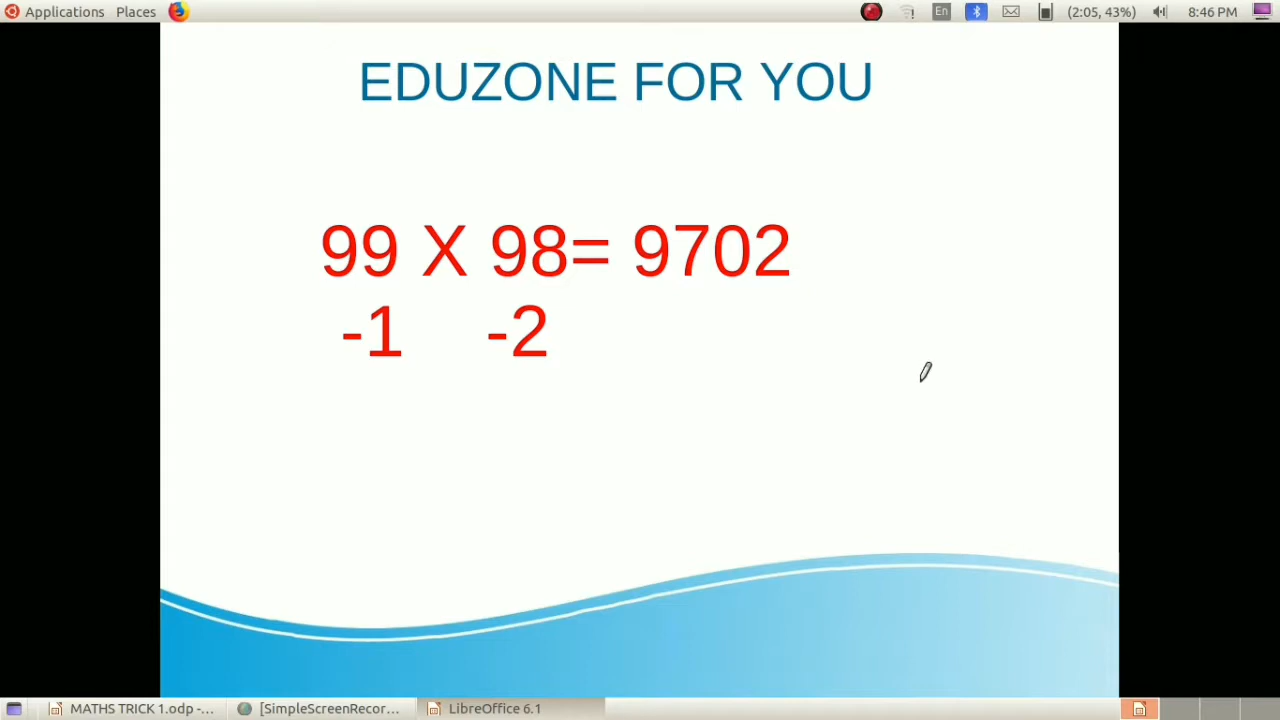 Applications Places En (2:05, 43%) 8:46 PM
EDUZONE FOR YOU
99 X 98= 9702
-1 -2
MATHS TRICK 1.odp -... [SimpleScreenRecor... LibreOffice 6.1